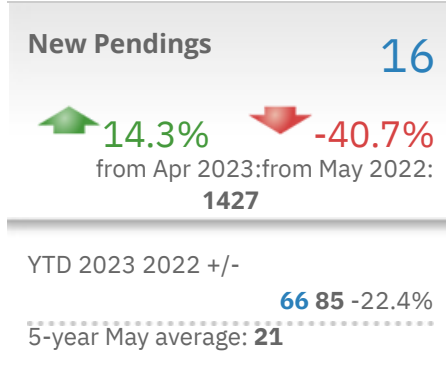 New Pendings
16
14.3% -40.7%
from Apr 2023:from May 2022:
1427
YTD 2023 2022 +/-
66 85 -22.4%
5-year May average: 21